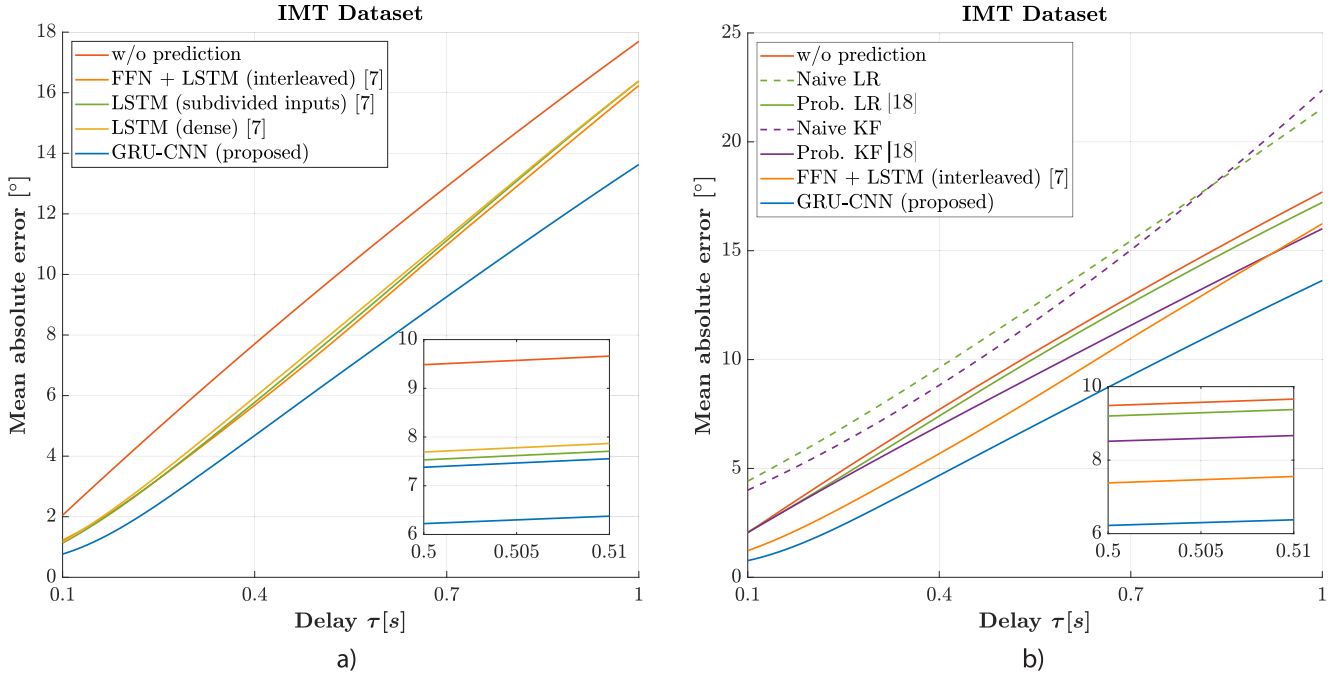 IMT Dataset
w/o prediction
FFN + LSTM (interleaved) [7]
LSTM (subdivided inputs) [7]
LSTM (dense) [7]
GRU-CNN (proposed)
18
16
14
12
10
8
6
4
2
0
Mean absolute error [°]
10
9
8
7
6
0.5
0.505
0.51
0.1
0.4
0.7
1
Delay τ[s]
a)
IMT Dataset
w/o prediction
Naive LR
Prob. LR [18]
Naive KF
Prob. KF [18]
FFN + LSTM (interleaved) [7]
GRU-CNN (proposed)
25
20
15
10
5
0
Mean absolute error [°]
10
8
6
0.5
0.505
0.51
0.1
0.4
0.7
1
Delay τ[s]
b)